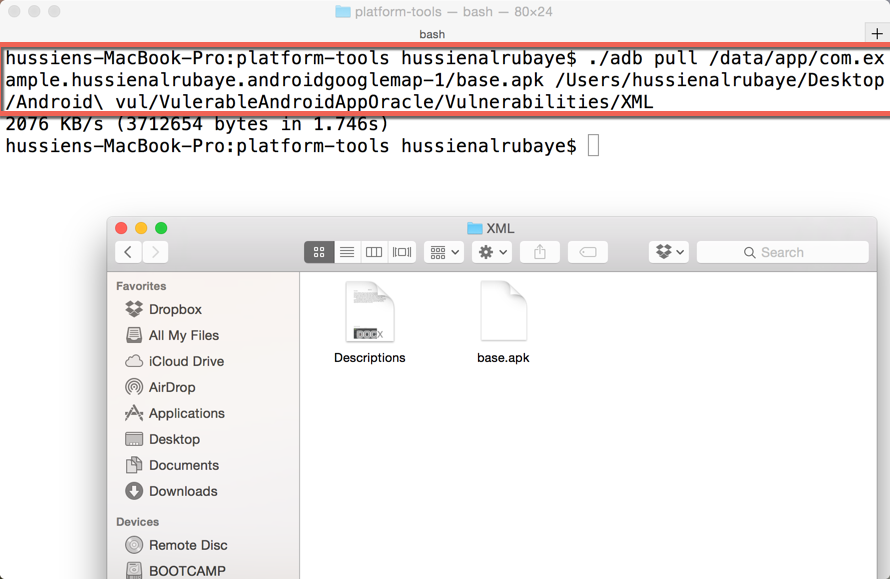 platform-tools — bash — 80×24
bash
+
hussiens-MacBook-Pro:platform-tools hussienalrubaye$ ./adb pull /data/app/com.ex
ample.hussienalrubaye.androidgooglemap-1/base.apk /Users/hussienalrubaye/Desktop
/Android\ vul/VulerableAndroidAppOracle/Vulnerabilities/XML
2076 KB/s (3712654 bytes in 1.746s)
hussiens-MacBook-Pro:platform-tools hussienalrubaye$
XML
Search
Favorites
Dropbox
All My Files
iCloud Drive
AirDrop
Applications
Desktop
Documents
Downloads
Devices
Remote Disc
BOOTCAMP
Descriptions
base.apk